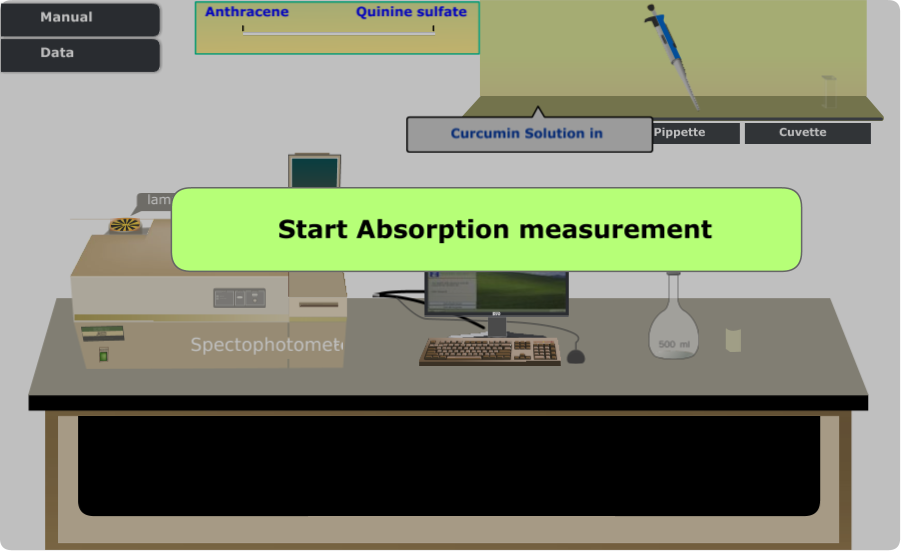 Manual
Data
Anthracene Quinine sulfate
Curcumin Solution in
Pippette
Cuvette
lam
Start Absorption measurement
Spectophotomete
500 ml